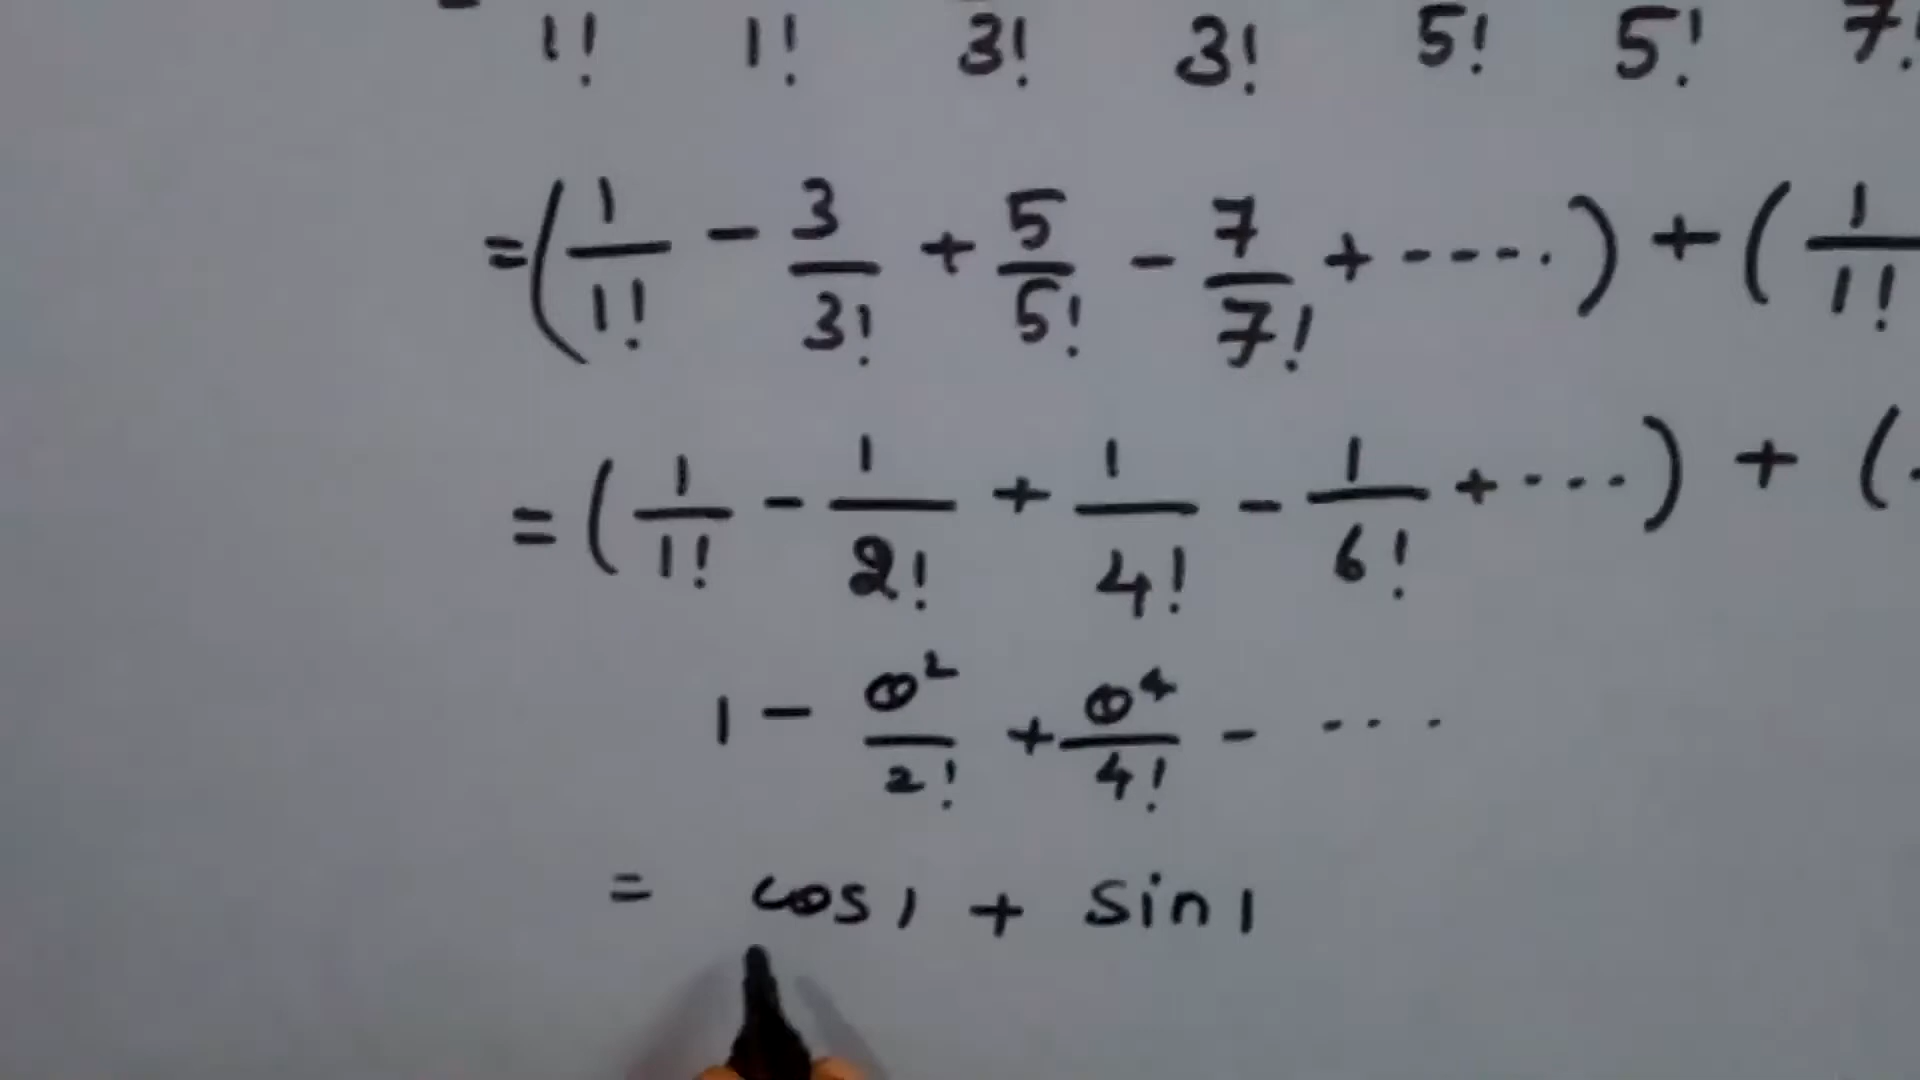 1! 1! 3! 3! 5! 5! 7!
= (1/1! - 3/3! + 5/5! - 7/7! + ....) + (1/1!
= (1/1! - 1/2! + 1/4! - 1/6! + ...) + (
1 - θ²/2! + θ⁴/4! - ....
= cos 1 + sin 1